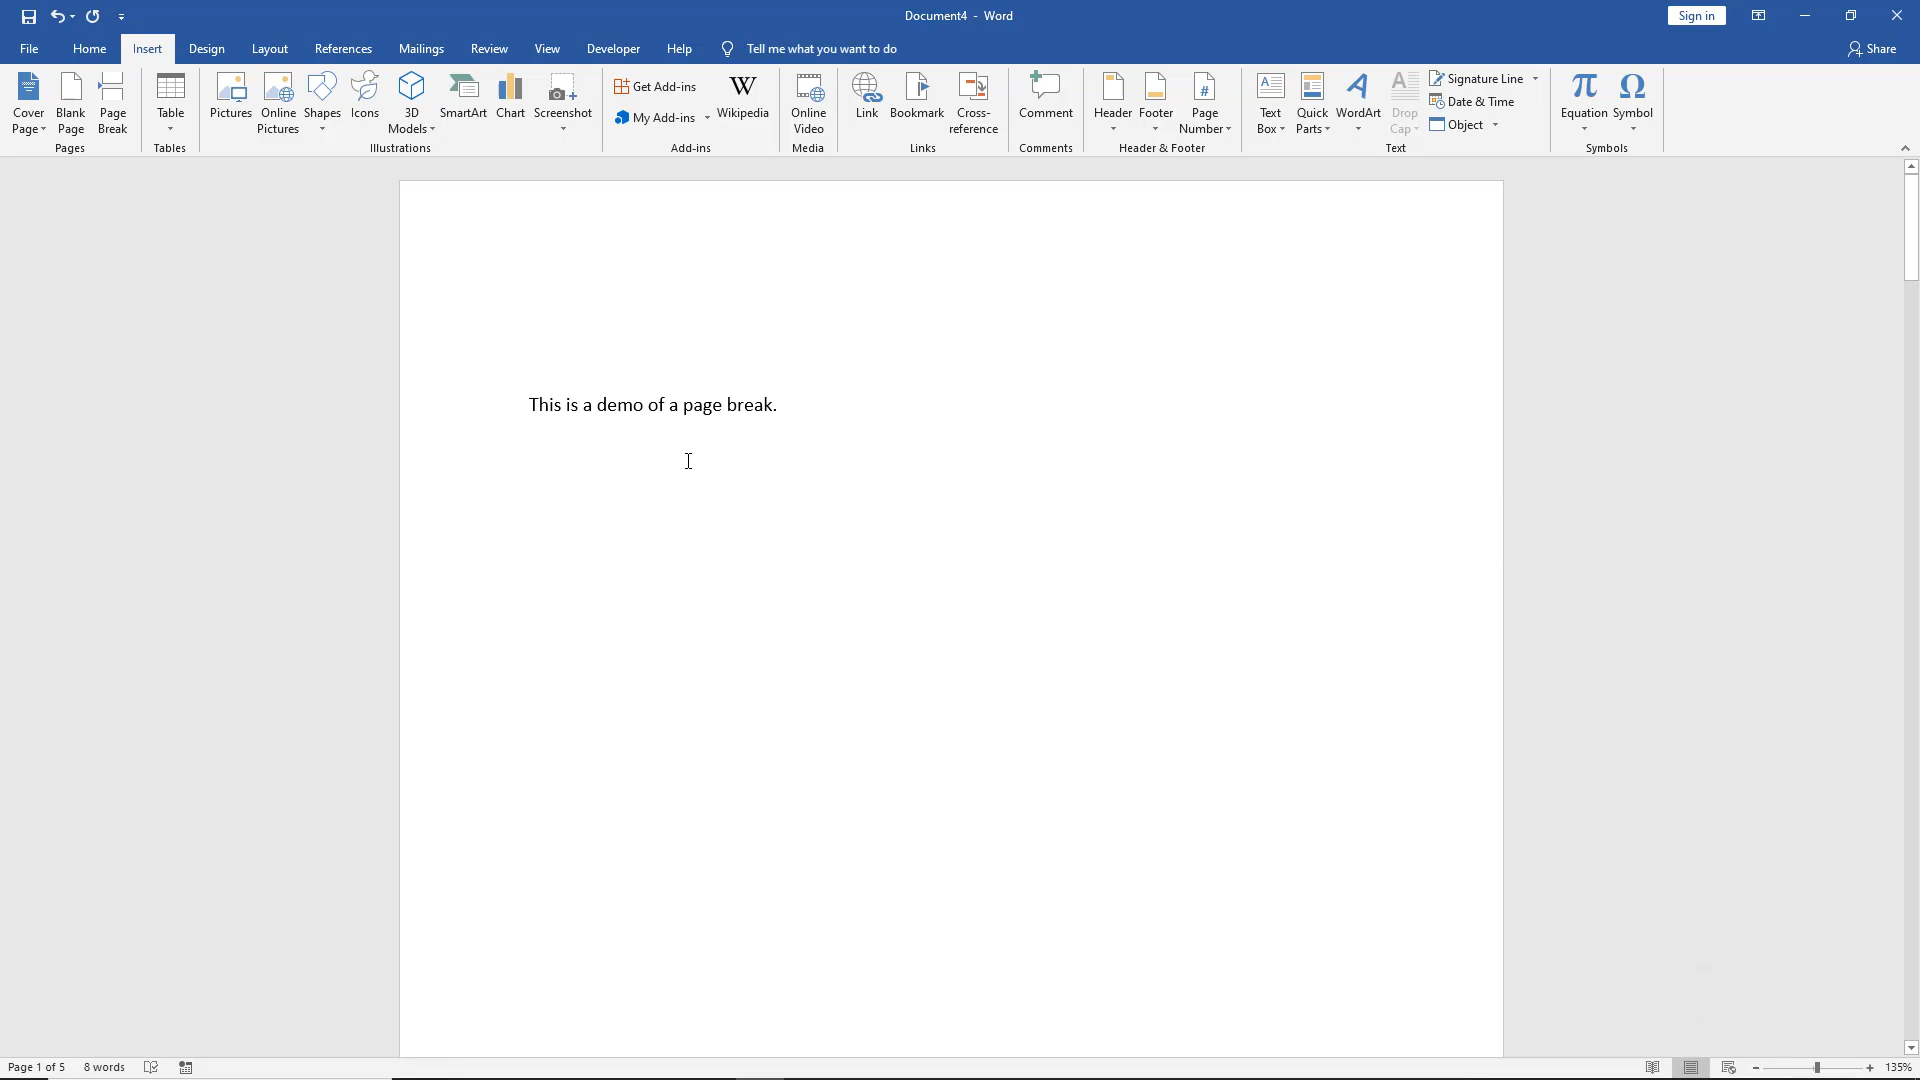 Document4 - Word
Sign in
File Home Insert Design Layout References Mailings Review View Developer Help Tell me what you want to do Share
Cover Page
Blank Page
Page Break
Pages
Table
Tables
Pictures
Online Pictures
Shapes
Icons
3D Models
SmartArt
Chart
Screenshot
Illustrations
Get Add-ins
My Add-ins
W
Wikipedia
Add-ins
Online Video
Media
Link
Bookmark
Cross-reference
Links
Comment
Comments
Header
Footer
#
Page Number
Header & Footer
A
Text Box
Quick Parts
A
WordArt
A
Drop Cap
Signature Line
Date & Time
Object
Text
π
Equation
Ω
Symbol
Symbols
This is a demo of a page break.
Page 1 of 5 8 words 135%